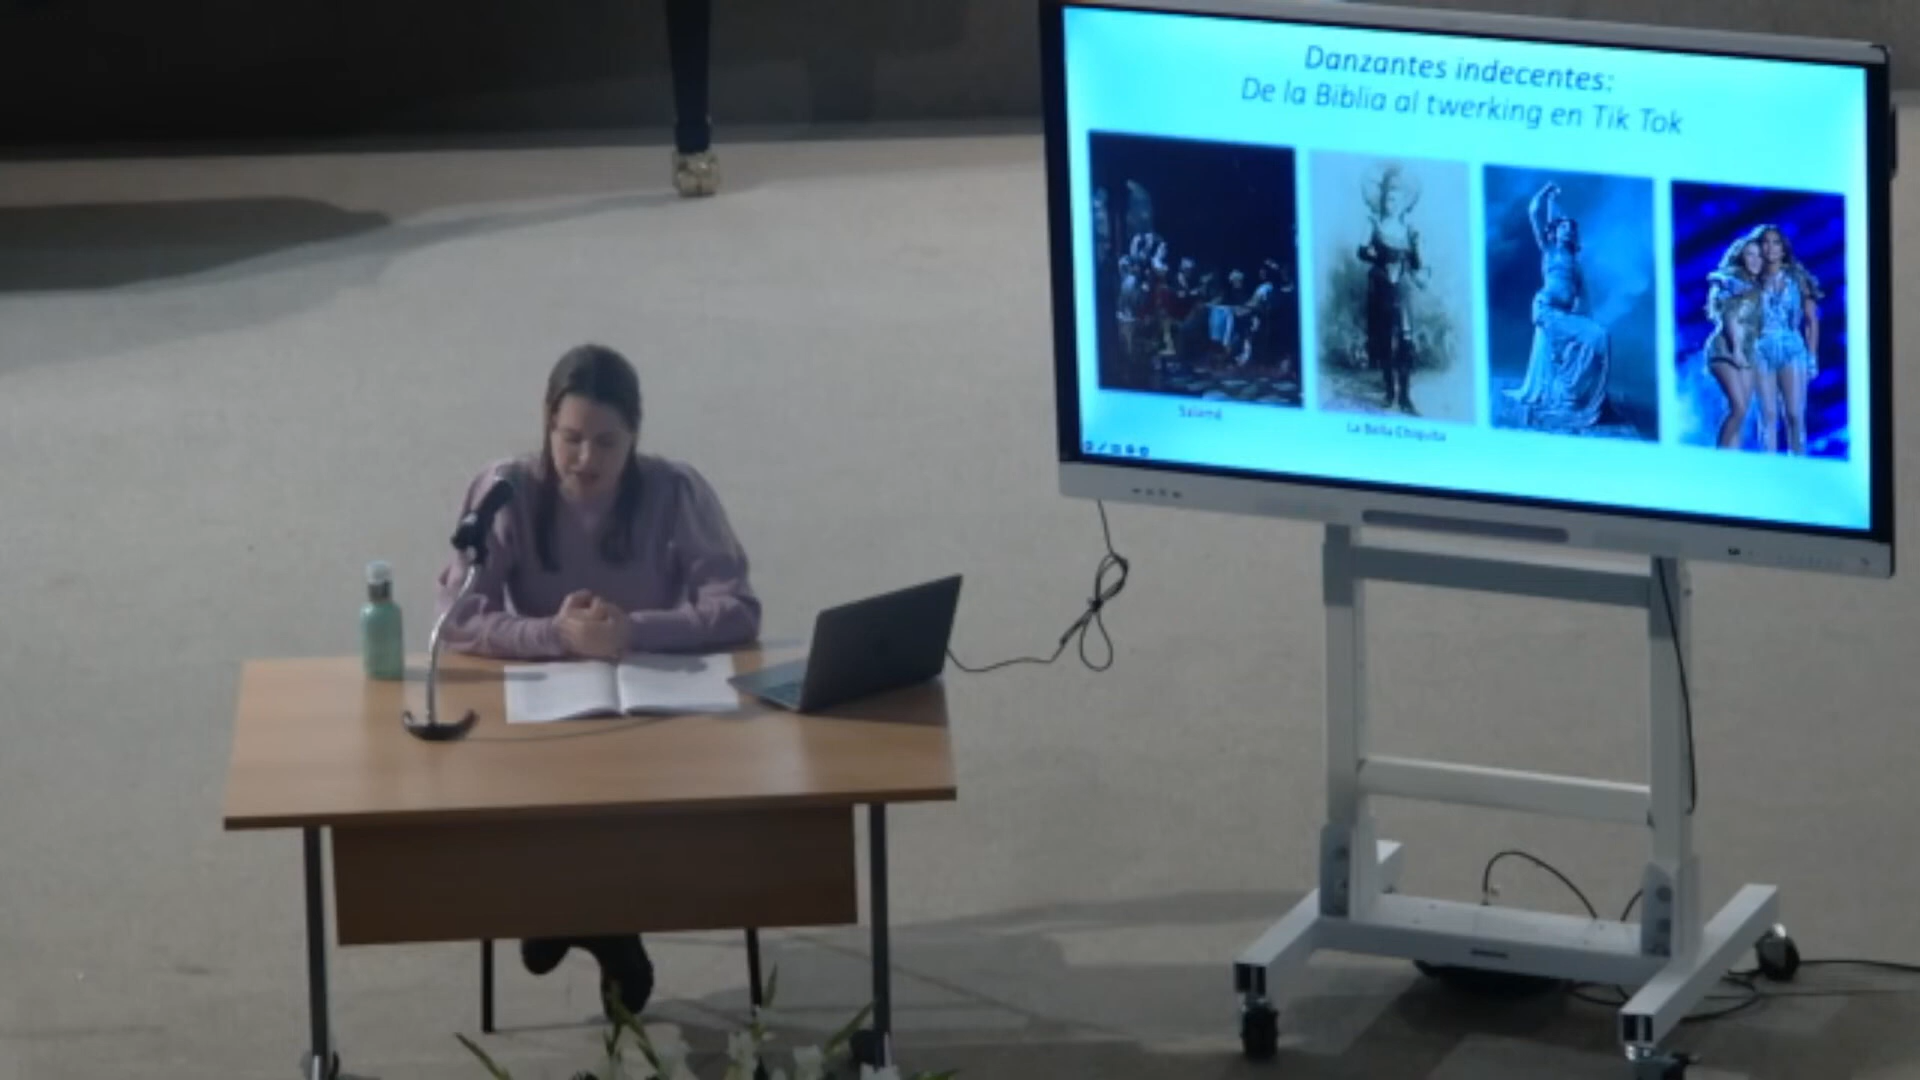 Danzantes indecentes:
De la Biblia al twerking en Tik Tok
Salomé
La Bella Chiquita